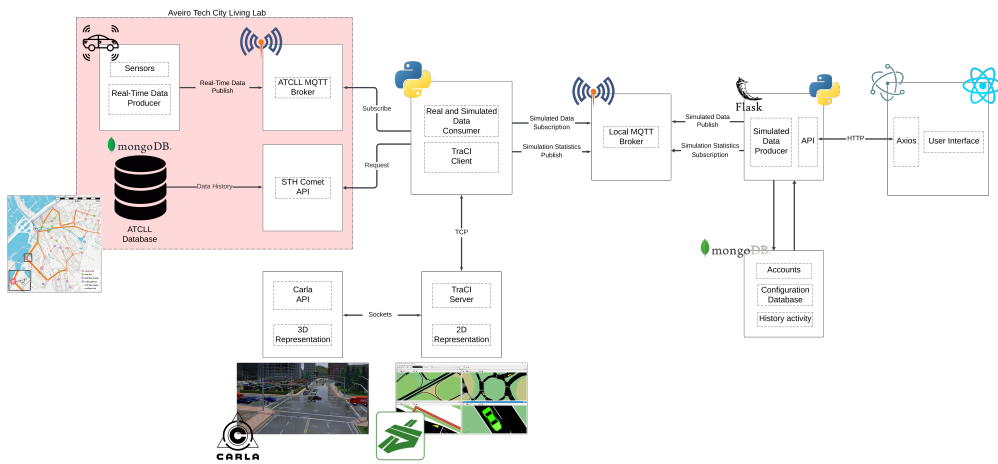 Aveiro Tech City Living Lab
Sensors
Real-Time Data
Producer
Real-Time Data
Publish
ATCLL MQTT
Broker
mongoDB.
Data History
STH Comet
API
ATCLL
Database
Subscribe
Request
Real and Simulated
Data
Consumer
TraCI
Client
Simulated Data
Subscription
Simulation Statistics
Publish
Local MQTT
Broker
Simulated Data
Publish
Simulation Statistics
Subscription
Flask
Simulated
Data
Producer
API
HTTP
Axios
User Interface
TCP
mongoDB.
Accounts
Configuration
Database
History activity
Carla
API
3D
Representation
Sockets
TraCI
Server
2D
Representation
CARLA